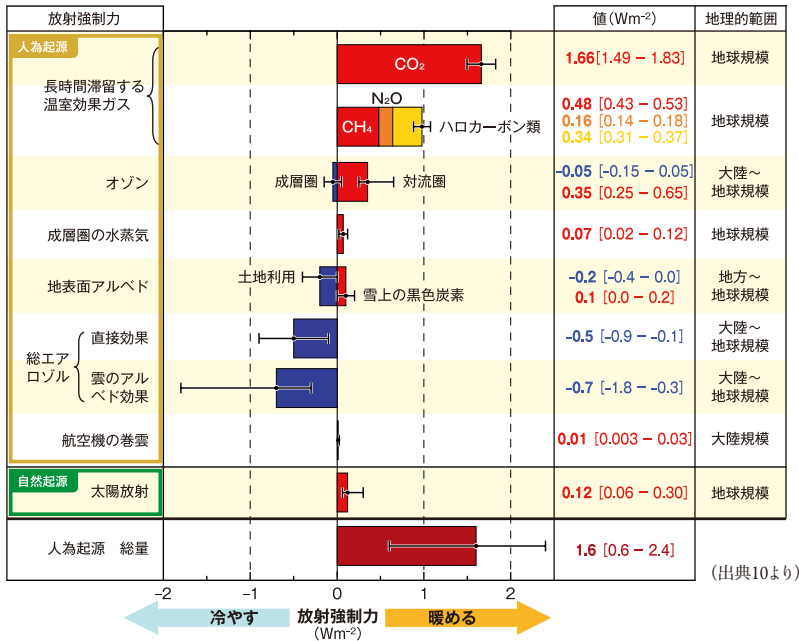 放射強制力
値（Wm⁻²）
地理的範囲
人為起源
長時間滞留する
温室効果ガス
CO₂
1.66[1.49 − 1.83]
地球規模
N₂O
CH₄
ハロカーボン類
0.48 [0.43 − 0.53]
0.16 [0.14 − 0.18]
0.34 [0.31 − 0.37]
地球規模
オゾン
成層圏
対流圏
-0.05 [-0.15 − 0.05]
0.35 [0.25 − 0.65]
大陸～
地球規模
成層圏の水蒸気
0.07 [0.02 − 0.12]
地球規模
地表面アルベド
土地利用
雪上の黒色炭素
-0.2 [-0.4 − 0.0]
0.1 [0.0 − 0.2]
地方～
地球規模
総エア
ロゾル
直接効果
-0.5 [-0.9 − -0.1]
大陸～
地球規模
雲のアル
ベド効果
-0.7 [-1.8 − -0.3]
大陸～
地球規模
航空機の巻雲
0.01 [0.003 − 0.03]
大陸規模
自然起源
太陽放射
0.12 [0.06 − 0.30]
地球規模
人為起源　総量
1.6 [0.6 − 2.4]
(出典10より)
-2 -1 0 1 2
冷やす
放射強制力
(Wm⁻²)
暖める